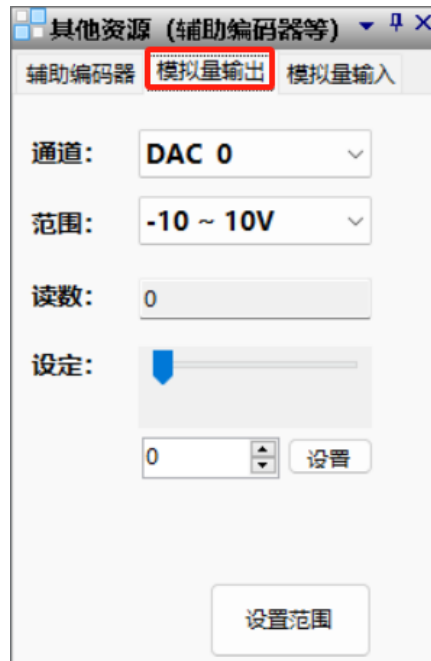 其他资源（辅助编码器等）
辅助编码器 模拟量输出 模拟量输入
通道： DAC 0
范围： -10 ~ 10V
读数： 0
设定：
0 设置
设置范围